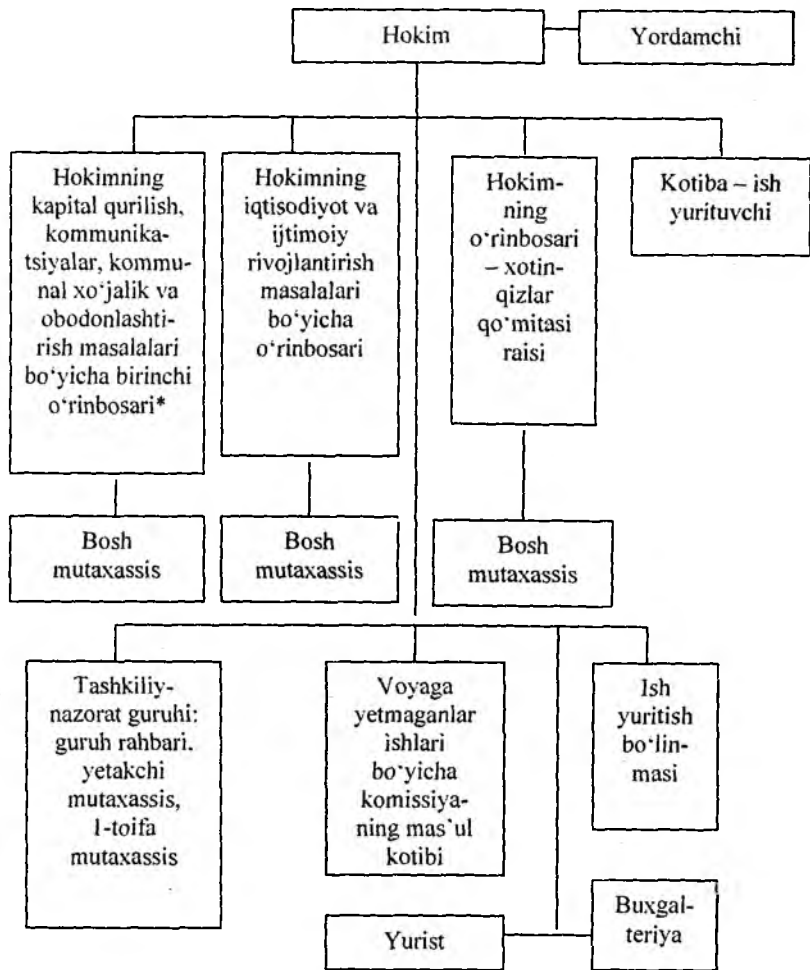 Hokim
Yordamchi
Hokimning
kapital qurilish,
kommunika-
tsiyalar, kommu-
nal xo‘jalik va
obodonlashti-
rish masalalari
bo‘yicha birinchi
o‘rinbosari*
Hokimning
iqtisodiyot va
ijtimoiy
rivojlantirish
masalalari
bo‘yicha
o‘rinbosari
Hokim-
ning
o‘rinbosari
– xotin-
qizlar
qo‘mitasi
raisi
Kotiba – ish
yurituvchi
Bosh
mutaxassis
Bosh
mutaxassis
Bosh
mutaxassis
Tashkiliy-
nazorat guruhi:
guruh rahbari.
yetakchi
mutaxassis,
1-toifa
mutaxassis
Voyaga
yetmaganlar
ishlari
bo‘yicha
komissiya-
ning mas‘ul
kotibi
Ish
yuritish
bo‘lin-
masi
Yurist
Buxgal-
teriya